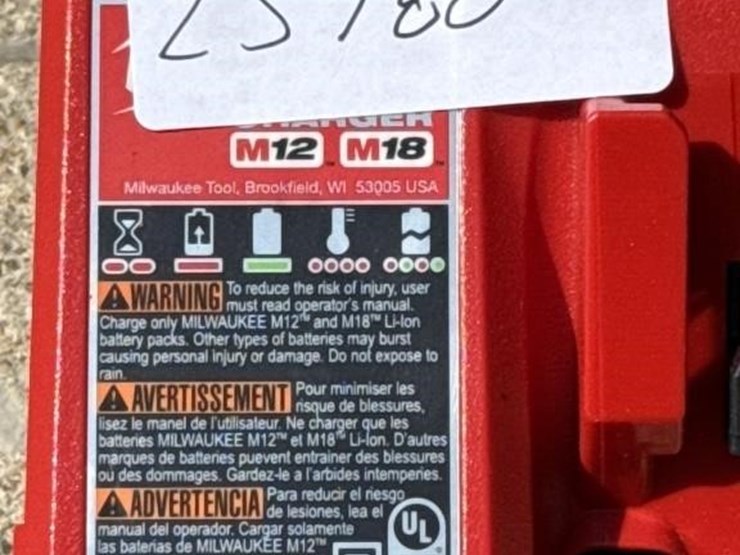 CHARGER
M12™ M18™
Milwaukee Tool, Brookfield, WI 53005 USA
WARNING To reduce the risk of injury, user
must read operator's manual.
Charge only MILWAUKEE M12™ and M18™ Li-Ion
battery packs. Other types of batteries may burst
causing personal injury or damage. Do not expose to
rain.
AVERTISSEMENT Pour minimiser les
risque de blessures,
lisez le manel de l'utilisateur. Ne charger que les
batteries MILWAUKEE M12™ et M18™ Li-Ion. D'autres
marques de batteries puevent entrainer des blessures
ou des dommages. Gardez-le a l'arbides intemperies.
ADVERTENCIA Para reducir el riesgo
de lesiones, lea el
manual del operador. Cargar solamente
las baterias de MILWAUKEE M12™
UL